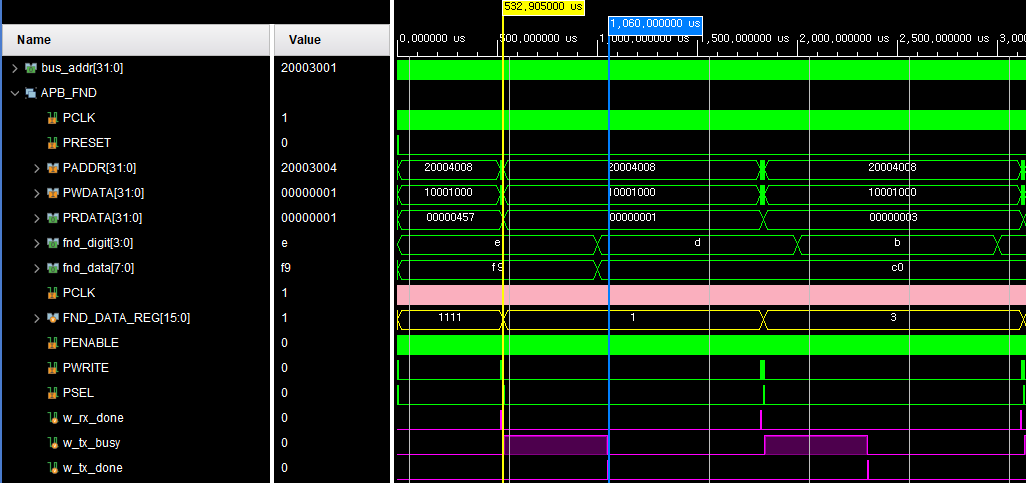 532,905000 us
1,060,000000 us
Name Value
0,000000 us 500,000000 us 1,000,000000 us 1,500,000000 us 2,000,000000 us 2,500,000000 us 3,000
bus_addr[31:0] 20003001
APB_FND
PCLK 1
PRESET 0
PADDR[31:0] 20003004 20004008 20004008 20004008
PWDATA[31:0] 00000001 10001000 10001000 10001000
PRDATA[31:0] 00000001 00000457 00000001 00000003
fnd_digit[3:0] e e d b
fnd_data[7:0] f9 f9 c0
PCLK 1
FND_DATA_REG[15:0] 1 1111 1 3
PENABLE 0
PWRITE 0
PSEL 0
w_rx_done 0
w_tx_busy 0
w_tx_done 0